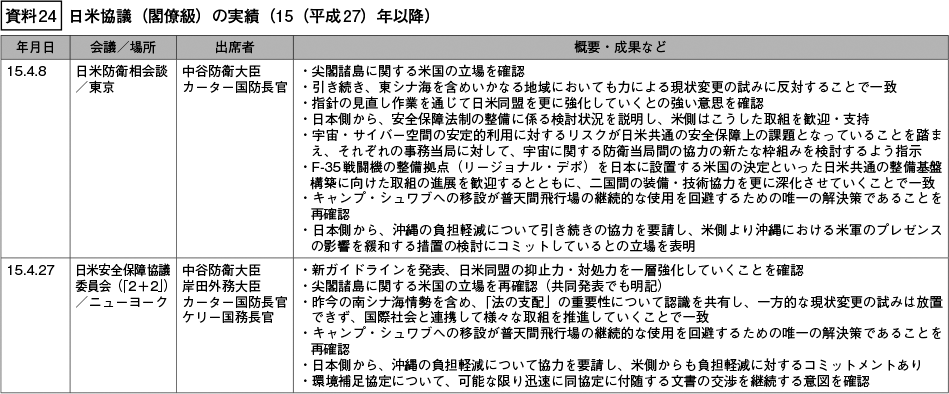 資料24 日米協議（閣僚級）の実績（15（平成27）年以降）
年月日 会議／場所 出席者 概要・成果など
15.4.8
日米防衛相会談
／東京
中谷防衛大臣
カーター国防長官
・尖閣諸島に関する米国の立場を確認
・引き続き、東シナ海を含めいかなる地域においても力による現状変更の試みに反対することで一致
・指針の見直し作業を通じて日米同盟を更に強化していくとの強い意思を確認
・日本側から、安全保障法制の整備に係る検討状況を説明し、米側はこうした取組を歓迎・支持
・宇宙・サイバー空間の安定的利用に対するリスクが日米共通の安全保障上の課題となっていることを踏ま
え、それぞれの事務当局に対して、宇宙に関する防衛当局間の協力の新たな枠組みを検討するよう指示
・F-35戦闘機の整備拠点（リージョナル・デポ）を日本に設置する米国の決定といった日米共通の整備基盤
構築に向けた取組の進展を歓迎するとともに、二国間の装備・技術協力を更に深化させていくことで一致
・キャンプ・シュワブへの移設が普天間飛行場の継続的な使用を回避するための唯一の解決策であることを
再確認
・日本側から、沖縄の負担軽減について引き続きの協力を要請し、米側より沖縄における米軍のプレゼンス
の影響を緩和する措置の検討にコミットしているとの立場を表明
15.4.27
日米安全保障協議
委員会（「2＋2」）
／ニューヨーク
中谷防衛大臣
岸田外務大臣
カーター国防長官
ケリー国務長官
・新ガイドラインを発表、日米同盟の抑止力・対処力を一層強化していくことを確認
・尖閣諸島に関する米国の立場を再確認（共同発表でも明記）
・昨今の南シナ海情勢を含め、「法の支配」の重要性について認識を共有し、一方的な現状変更の試みは放置
できず、国際社会と連携して様々な取組を推進していくことで一致
・キャンプ・シュワブへの移設が普天間飛行場の継続的な使用を回避するための唯一の解決策であることを
再確認
・日本側から、沖縄の負担軽減について協力を要請し、米側からも負担軽減に対するコミットメントあり
・環境補足協定について、可能な限り迅速に同協定に付随する文書の交渉を継続する意図を確認